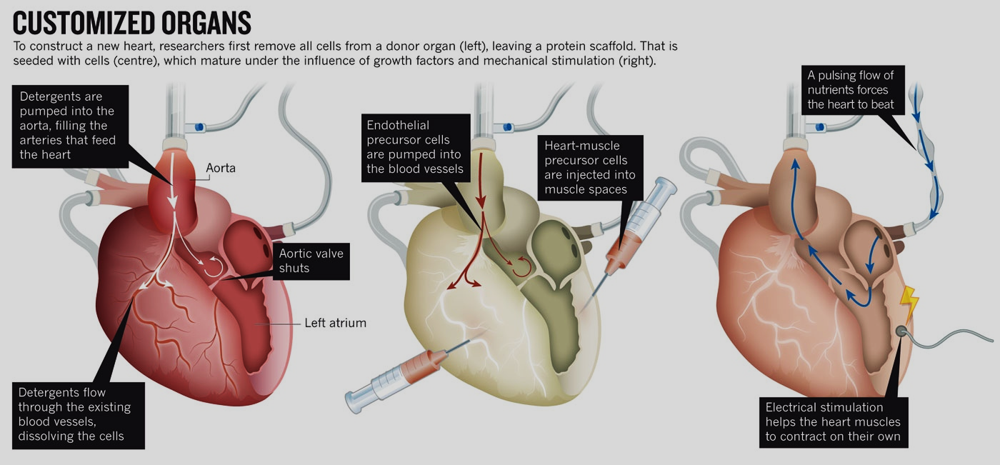 CUSTOMIZED ORGANS
To construct a new heart, researchers first remove all cells from a donor organ (left), leaving a protein scaffold. That is
seeded with cells (centre), which mature under the influence of growth factors and mechanical stimulation (right).
Detergents are
pumped into the
aorta, filling the
arteries that feed
the heart
Aorta
Aortic valve
shuts
Left atrium
Detergents flow
through the existing
blood vessels,
dissolving the cells
Endothelial
precursor cells
are pumped into
the blood vessels
Heart-muscle
precursor cells
are injected into
muscle spaces
A pulsing flow of
nutrients forces
the heart to beat
Electrical stimulation
helps the heart muscles
to contract on their own